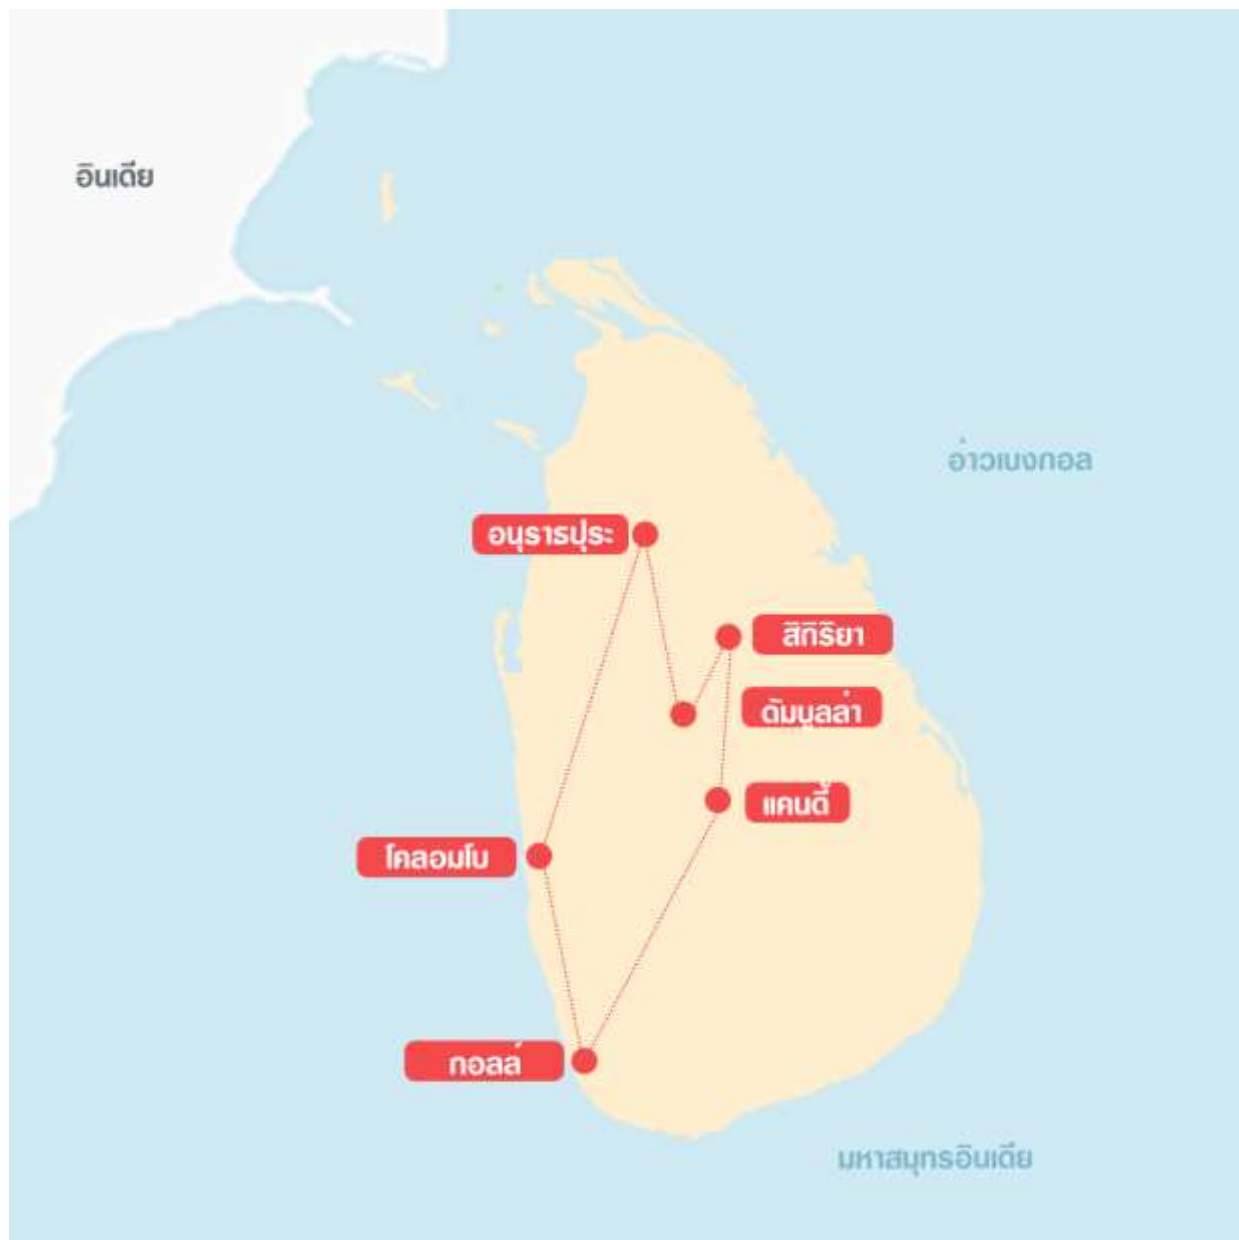 อินเดีย
อ่าวเบงกอล
อนุราธปุระ
สิกิริยา
ดัมบูลล่า
แคนดี้
โคลอมโบ
กอลล์
มหาสมุทรอินเดีย